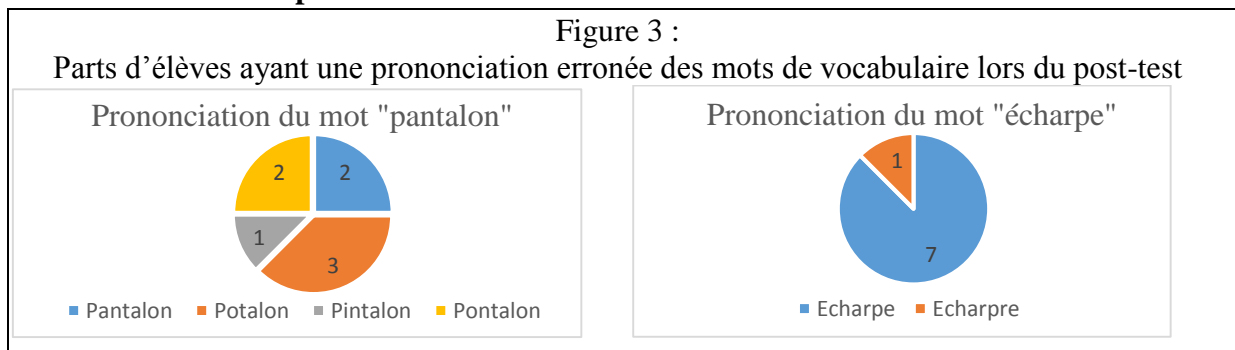 Figure 3 :
Parts d'élèves ayant une prononciation erronée des mots de vocabulaire lors du post-test
Prononciation du mot "pantalon"
2
2
1
3
Pantalon Potalon Pintalon Pontalon
Prononciation du mot "écharpe"
1
7
Echarpe Echarpre